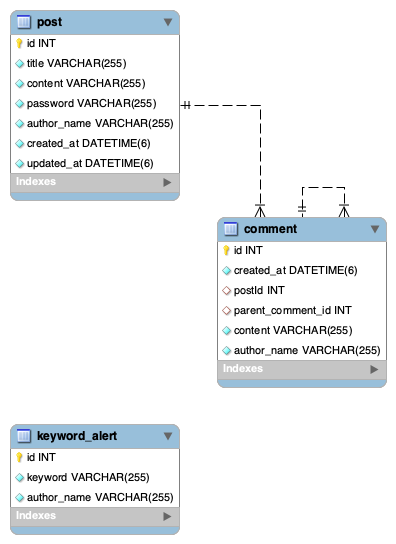 post
id INT
title VARCHAR(255)
content VARCHAR(255)
password VARCHAR(255)
author_name VARCHAR(255)
created_at DATETIME(6)
updated_at DATETIME(6)
Indexes
comment
id INT
created_at DATETIME(6)
postId INT
parent_comment_id INT
content VARCHAR(255)
author_name VARCHAR(255)
Indexes
keyword_alert
id INT
keyword VARCHAR(255)
author_name VARCHAR(255)
Indexes